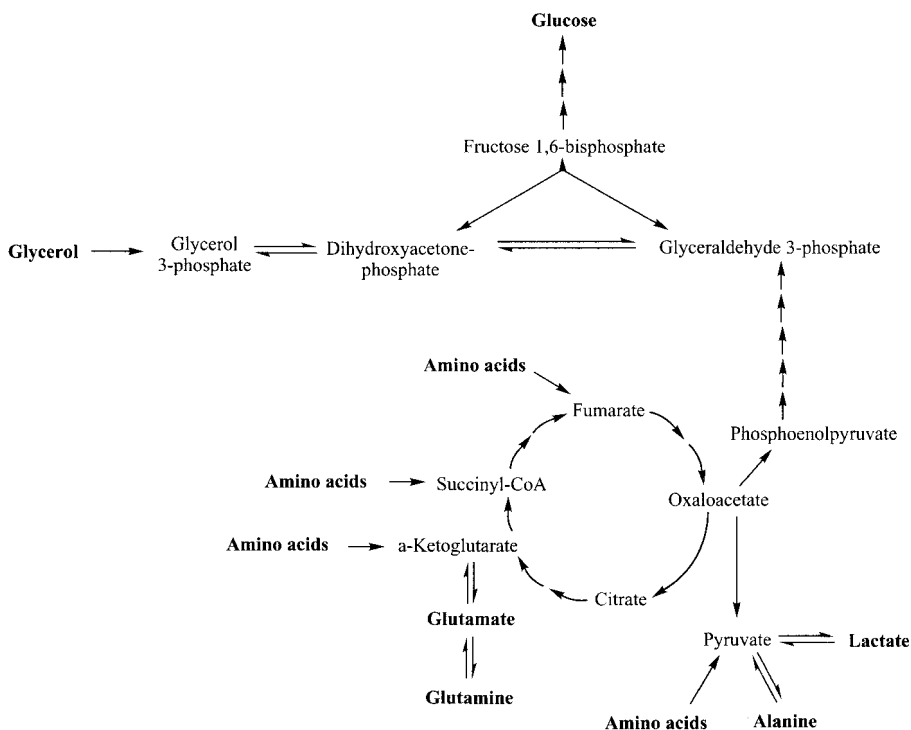 Glucose
Fructose 1,6-bisphosphate
Glycerol
Glycerol
3-phosphate
Dihydroxyacetone-
phosphate
Glyceraldehyde 3-phosphate
Amino acids
Fumarate
Phosphoenolpyruvate
Amino acids
Succinyl-CoA
Oxaloacetate
Amino acids
a-Ketoglutarate
Citrate
Glutamate
Pyruvate
Lactate
Glutamine
Amino acids
Alanine